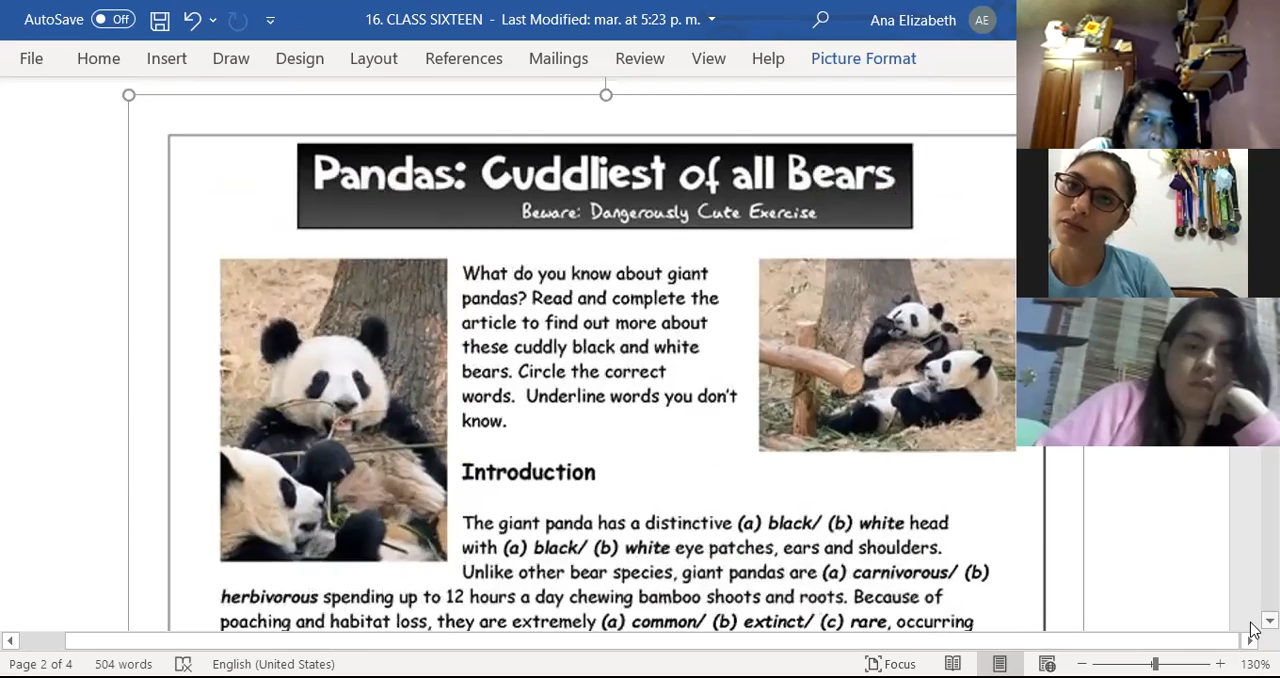 AutoSave Off 16. CLASS SIXTEEN - Last Modified: mar. at 5:23 p. m. Ana Elizabeth AE
File Home Insert Draw Design Layout References Mailings Review View Help Picture Format
Pandas: Cuddliest of all Bears
Beware: Dangerously Cute Exercise
What do you know about giant
pandas? Read and complete the
article to find out more about
these cuddly black and white
bears. Circle the correct
words. Underline words you don't
know.
Introduction
The giant panda has a distinctive (a) black/ (b) white head
with (a) black/ (b) white eye patches, ears and shoulders.
Unlike other bear species, giant pandas are (a) carnivorous/ (b)
herbivorous spending up to 12 hours a day chewing bamboo shoots and roots. Because of
poaching and habitat loss, they are extremely (a) common/ (b) extinct/ (c) rare, occurring
Page 2 of 4 504 words English (United States) Focus 130%